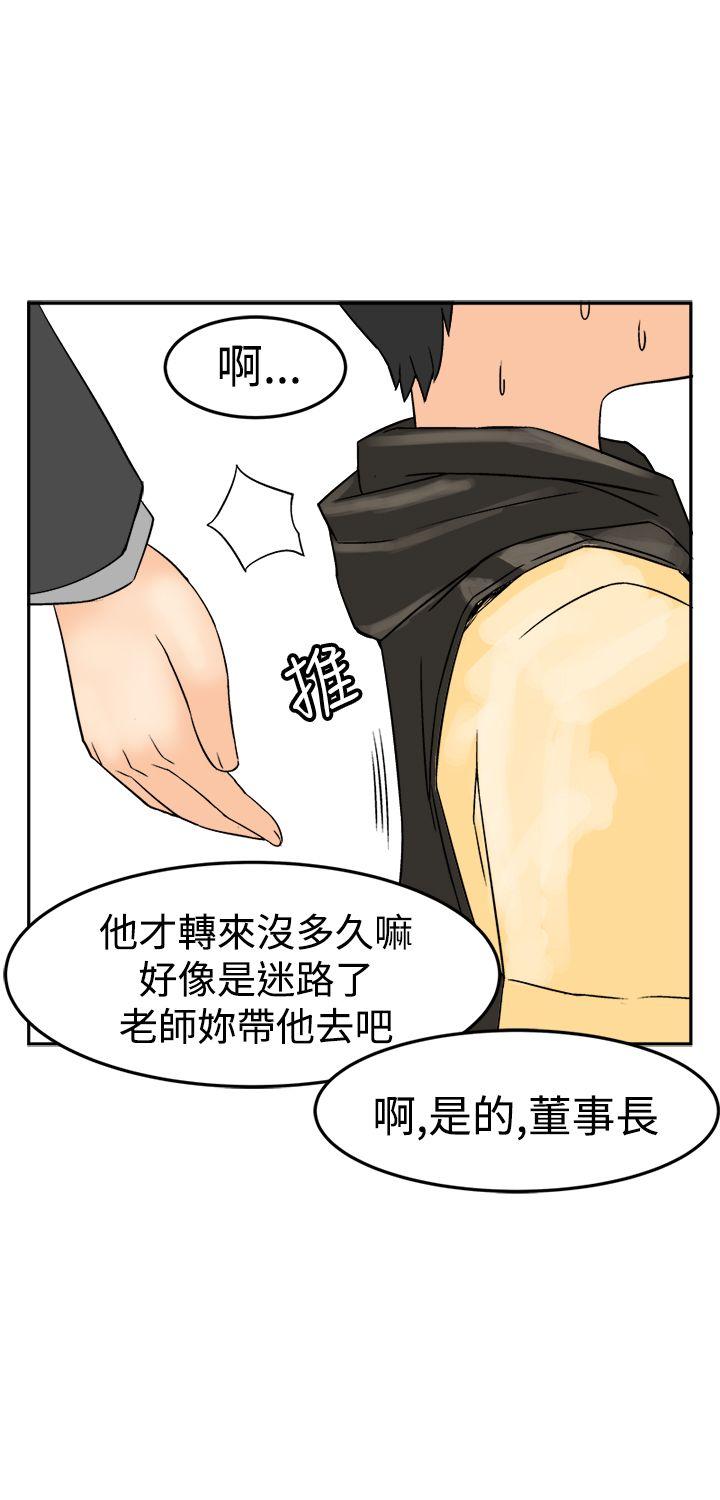 啊...
推
他才轉來沒多久嘛
好像是迷路了
老師妳帶他去吧
啊,是的,董事長